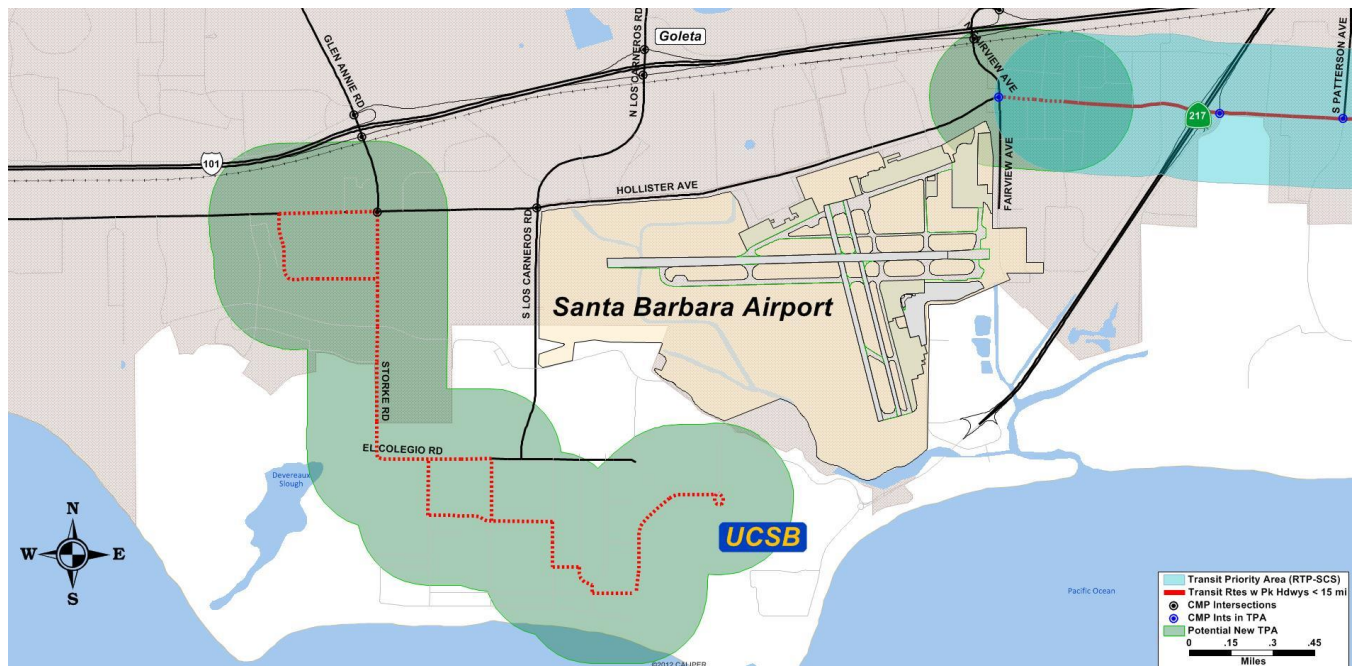 GLEN ANNIE RD
N LOS CARNEROS RD
Goleta
N FAIRVIEW AVE
S PATTERSON AVE
217
101
HOLLISTER AVE
FAIRVIEW AVE
S LOS CARNEROS RD
Santa Barbara Airport
STORKE RD
EL COLEGIO RD
Devereaux
Slough
UCSB
N
W E
S
Pacific Ocean
Transit Priority Area (RTP-SCS)
Transit Rtes w Pk Hdwys < 15 mi
CMP Intersections
CMP Ints in TPA
Potential New TPA
0 .15 .3 .45
Miles
©2012 CALIPER